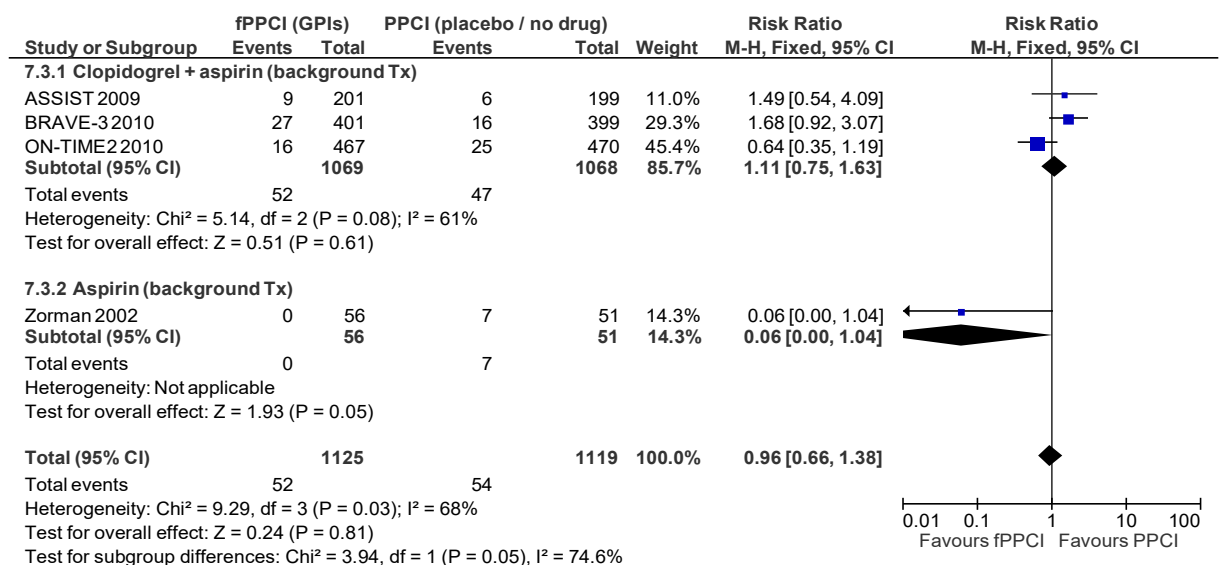 fPPCI (GPIs) PPCI (placebo / no drug) Risk Ratio Risk Ratio
Study or Subgroup Events Total Events Total Weight M-H, Fixed, 95% CI M-H, Fixed, 95% CI
7.3.1 Clopidogrel + aspirin (background Tx)
ASSIST 2009 9 201 6 199 11.0% 1.49 [0.54, 4.09]
BRAVE-3 2010 27 401 16 399 29.3% 1.68 [0.92, 3.07]
ON-TIME2 2010 16 467 25 470 45.4% 0.64 [0.35, 1.19]
Subtotal (95% CI) 1069 1068 85.7% 1.11 [0.75, 1.63]
Total events 52 47
Heterogeneity: Chi² = 5.14, df = 2 (P = 0.08); I² = 61%
Test for overall effect: Z = 0.51 (P = 0.61)
7.3.2 Aspirin (background Tx)
Zorman 2002 0 56 7 51 14.3% 0.06 [0.00, 1.04]
Subtotal (95% CI) 56 51 14.3% 0.06 [0.00, 1.04]
Total events 0 7
Heterogeneity: Not applicable
Test for overall effect: Z = 1.93 (P = 0.05)
Total (95% CI) 1125 1119 100.0% 0.96 [0.66, 1.38]
Total events 52 54
Heterogeneity: Chi² = 9.29, df = 3 (P = 0.03); I² = 68%
Test for overall effect: Z = 0.24 (P = 0.81)
Test for subgroup differences: Chi² = 3.94, df = 1 (P = 0.05), I² = 74.6%
0.01 0.1 1 10 100
Favours fPPCI Favours PPCI